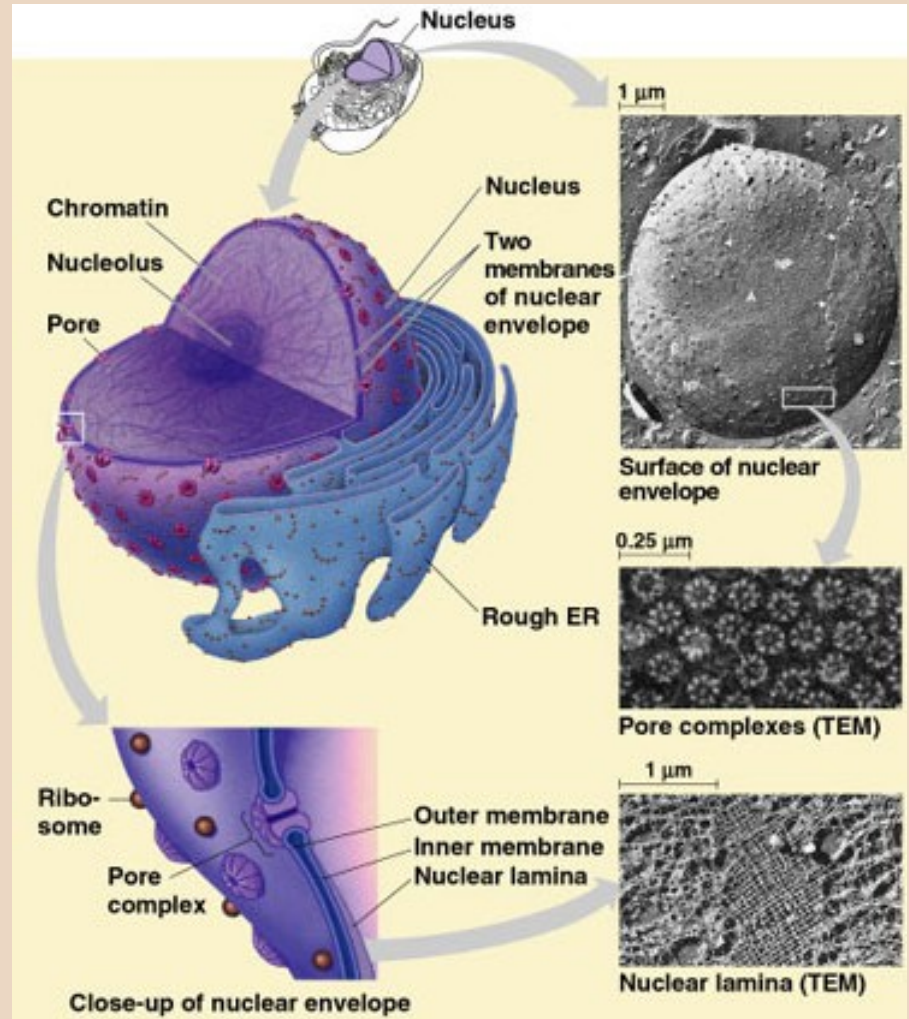 Nucleus
1 μm
Chromatin
Nucleolus
Pore
Nucleus
Two
membranes
of nuclear
envelope
Surface of nuclear
envelope
0.25 μm
Rough ER
Pore complexes (TEM)
1 μm
Ribo-
some
Pore
complex
Outer membrane
Inner membrane
Nuclear lamina
Nuclear lamina (TEM)
Close-up of nuclear envelope